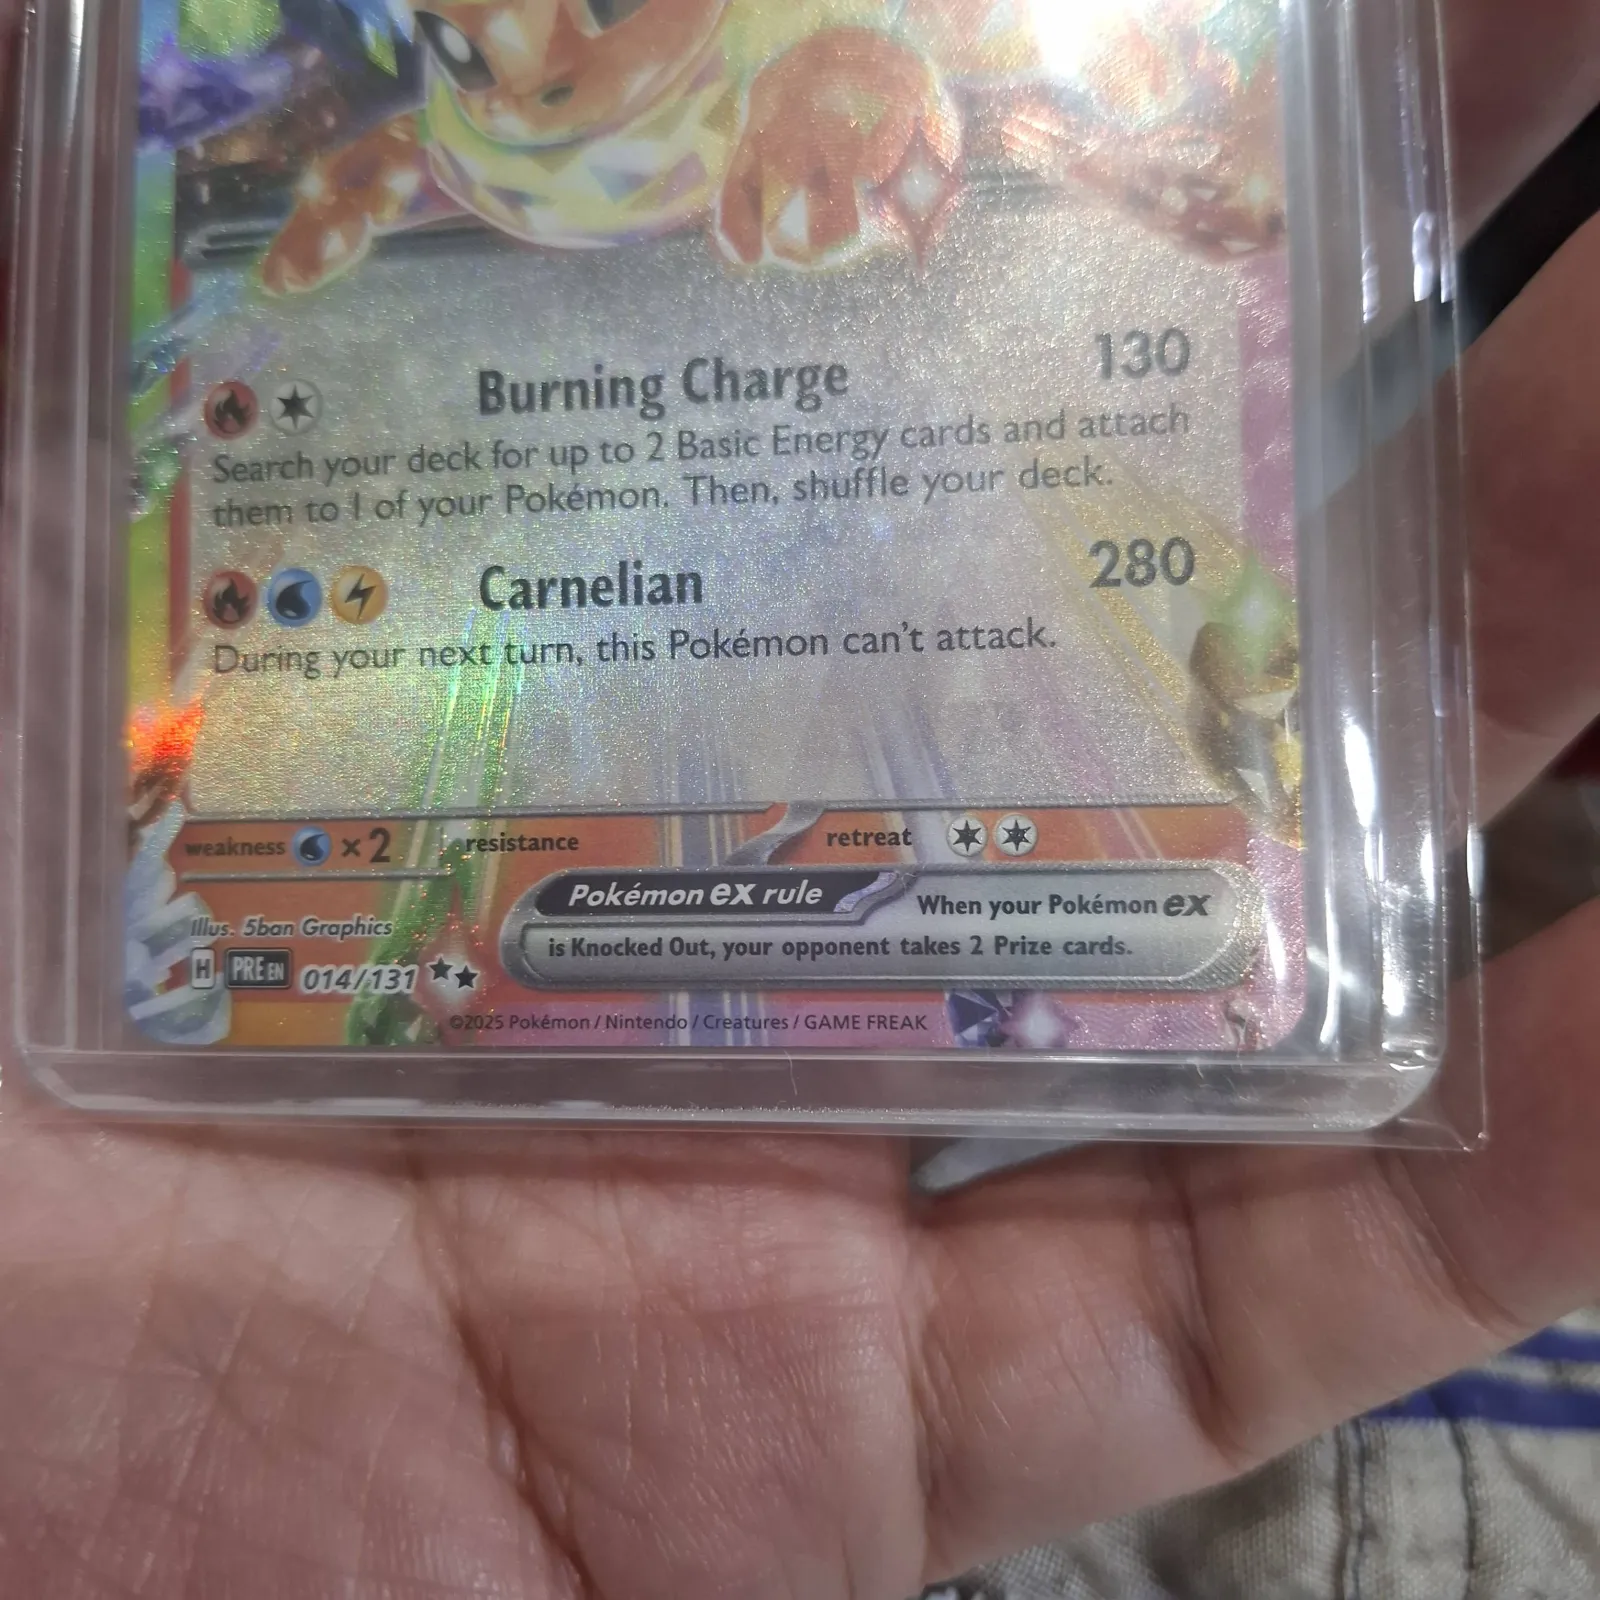 Burning Charge 130
Search your deck for up to 2 Basic Energy cards and attach
them to 1 of your Pokémon. Then, shuffle your deck.
Carnelian 280
During your next turn, this Pokémon can't attack.
weakness ×2 resistance retreat
Pokémon ex rule When your Pokémon ex
is Knocked Out, your opponent takes 2 Prize cards.
Illus. 5ban Graphics
H PRE EN 014/131
©2025 Pokémon / Nintendo / Creatures / GAME FREAK